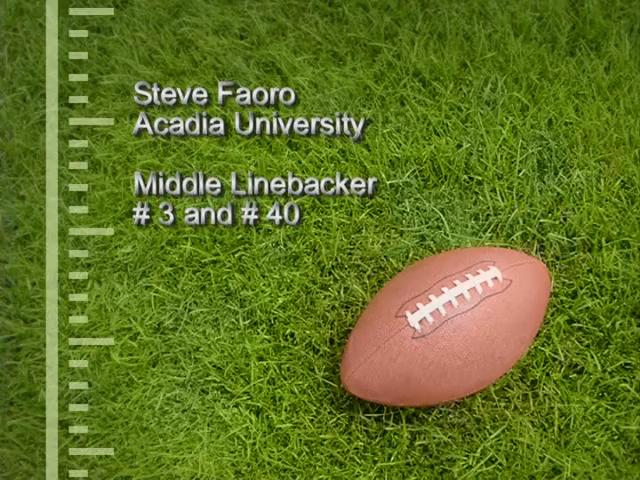 Steve Faoro
Acadia University
Middle Linebacker
# 3 and # 40